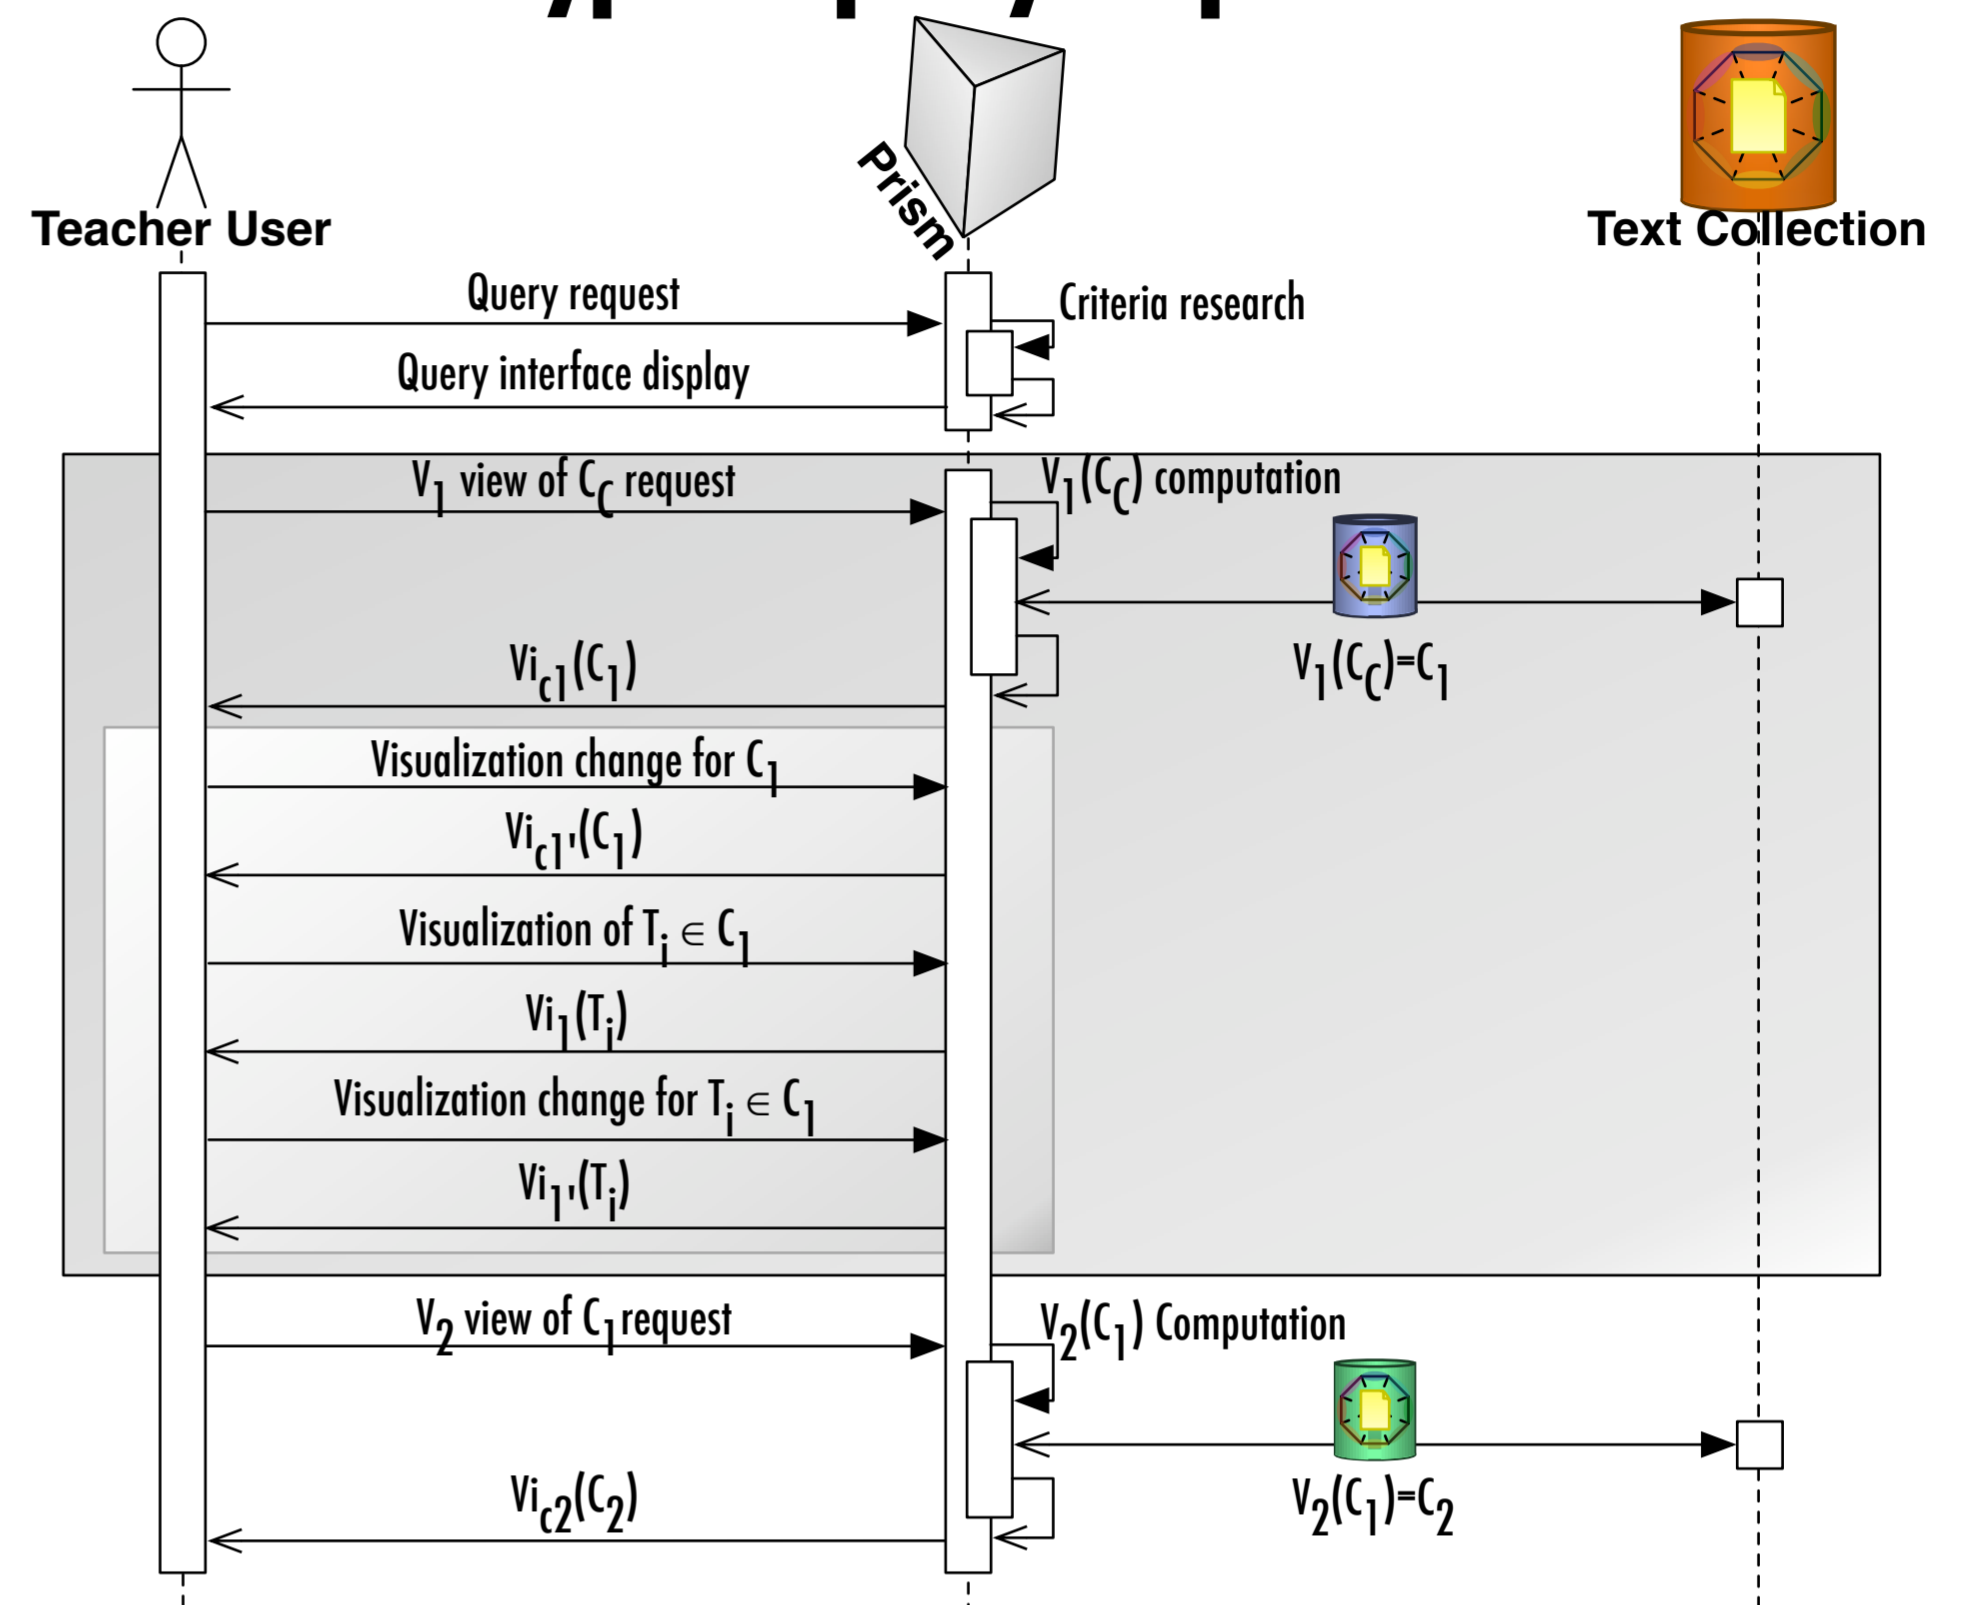 Teacher User
Prism
Text Collection
Query request
Criteria research
Query interface display
V1 view of CC request
V1(CC) computation
Vic1(C1)
V1(CC)=C1
Visualization change for C1
Vic1'(C1)
Visualization of Ti ∈ C1
Vi1(Ti)
Visualization change for Ti ∈ C1
Vi1'(Ti)
V2 view of C1 request
V2(C1) Computation
Vic2(C2)
V2(C1)=C2